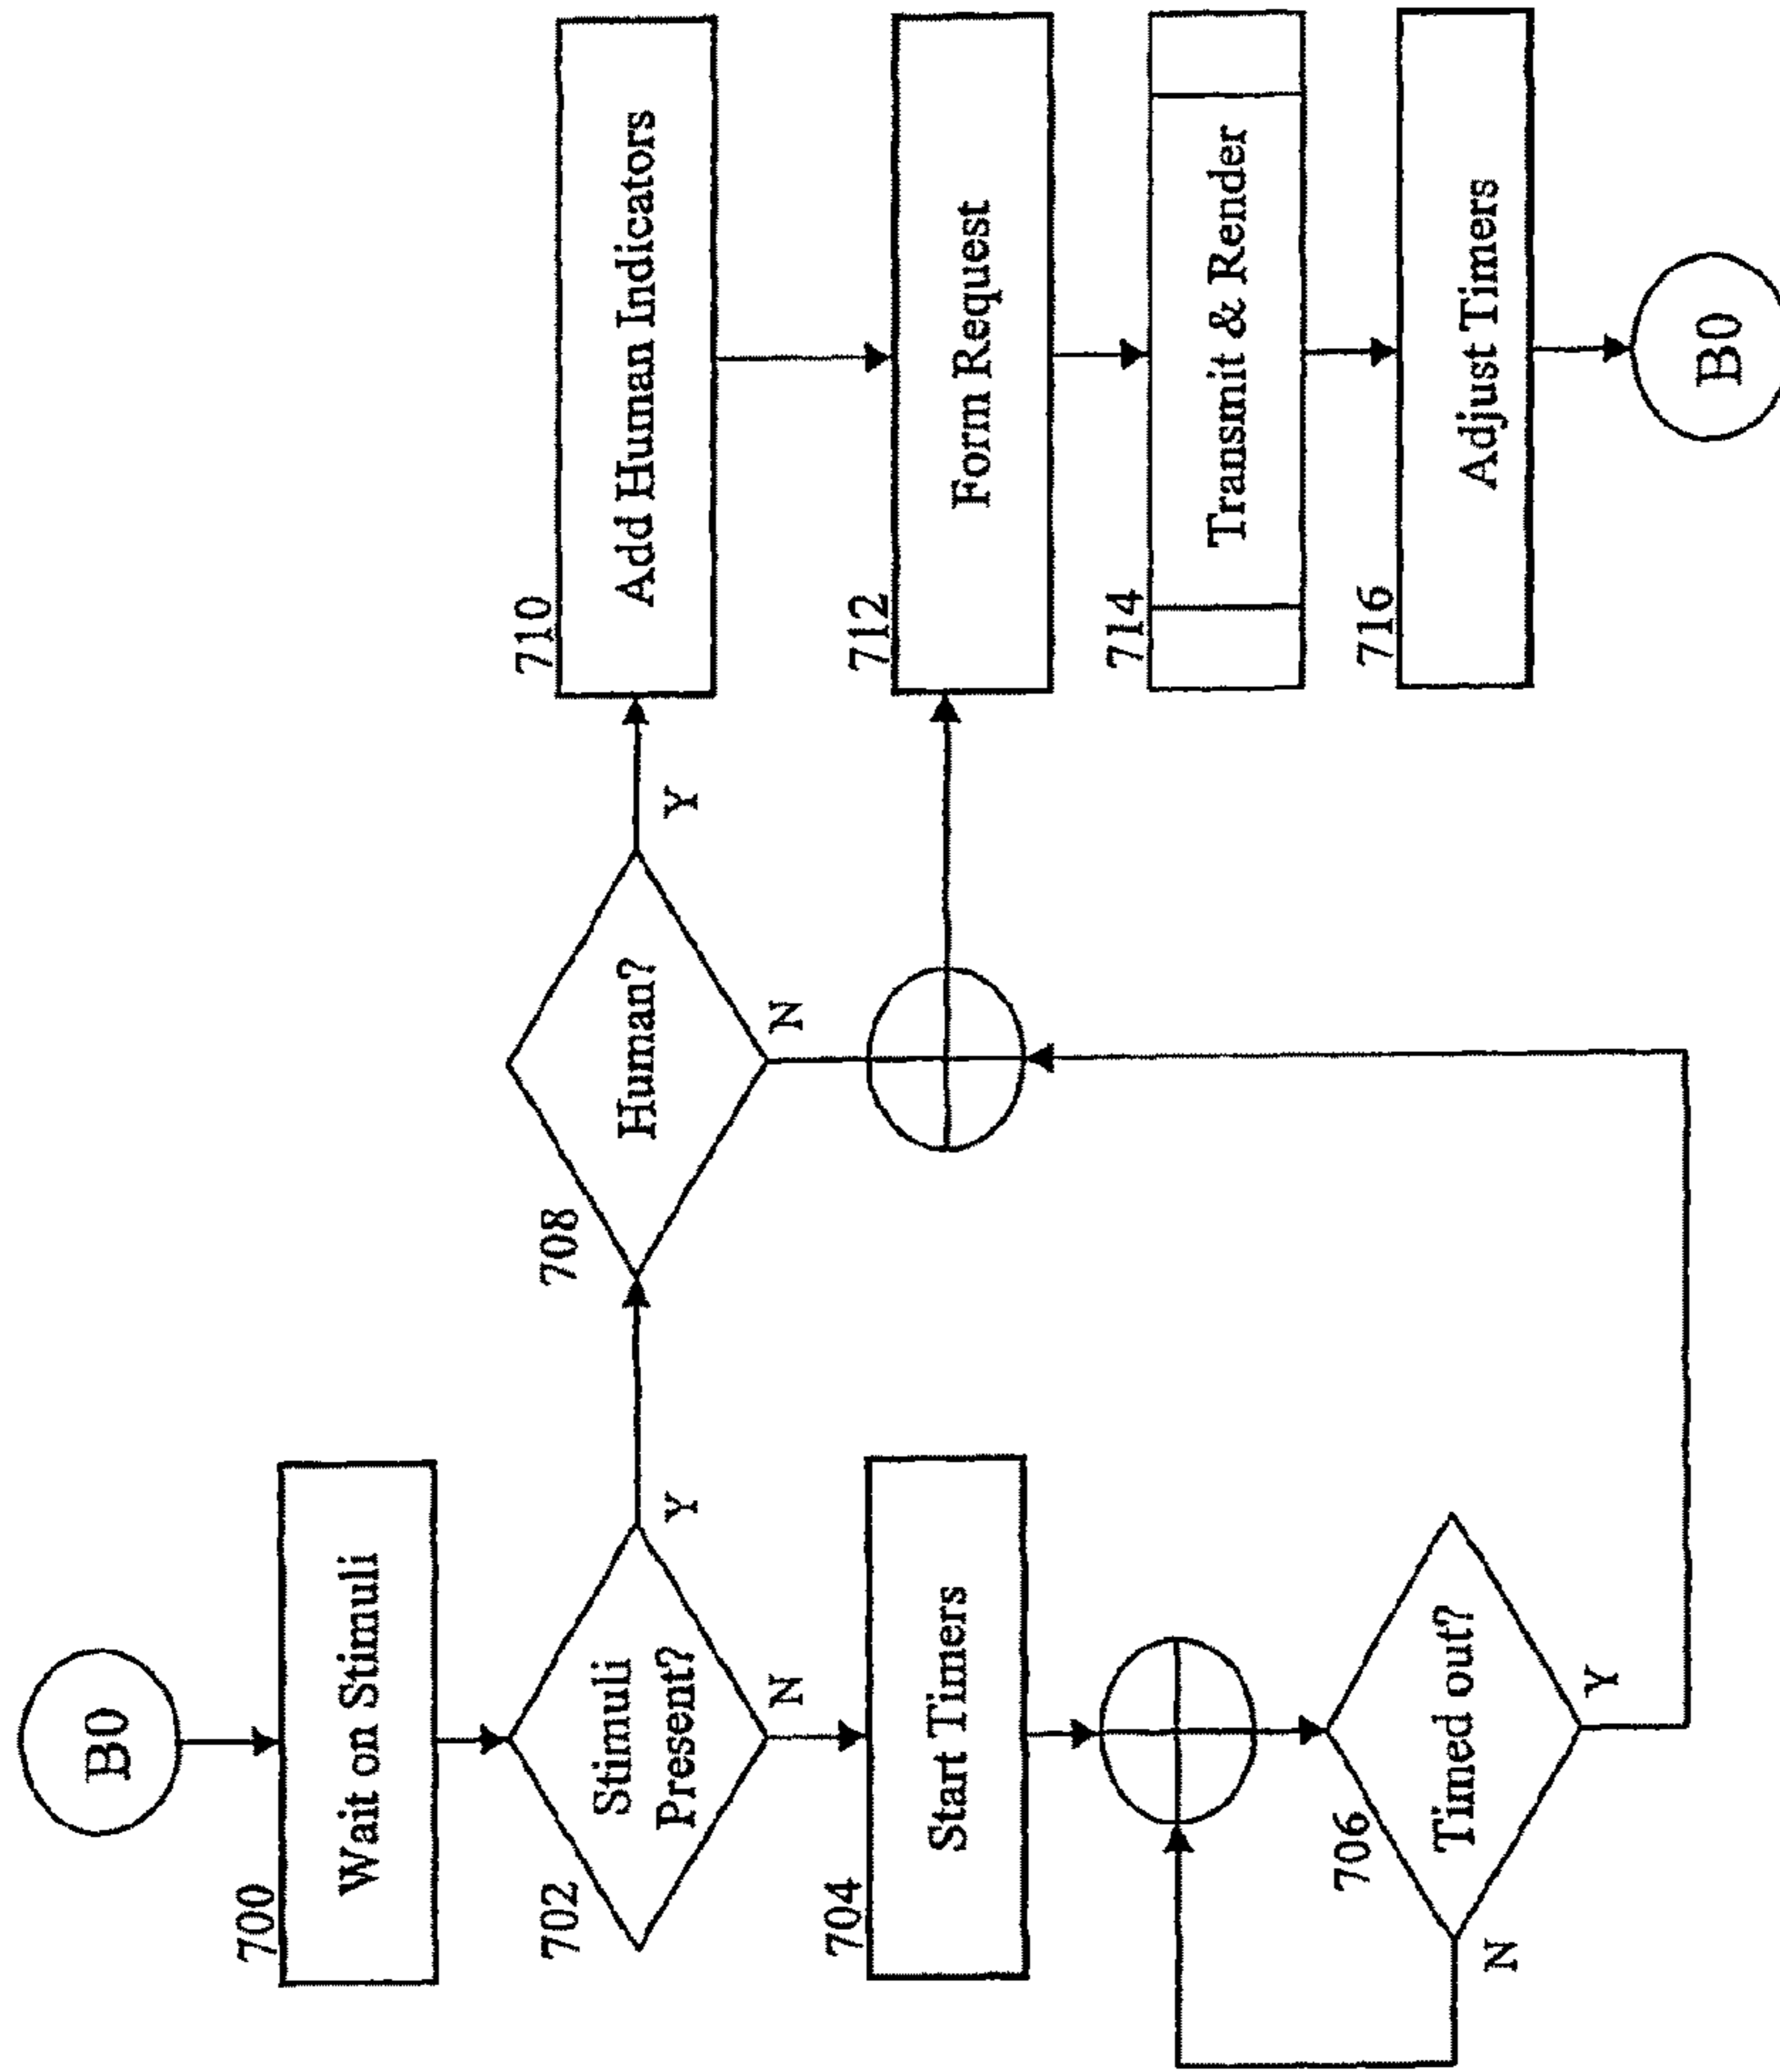 B0
700
Wait on Stimuli
702
Stimuli
Present?
Y
N
704
Start Timers
706
Timed out?
N
Y
708
Human?
Y
N
710
Add Human Indicators
712
Form Request
714
Transmit & Render
716
Adjust Timers
B0